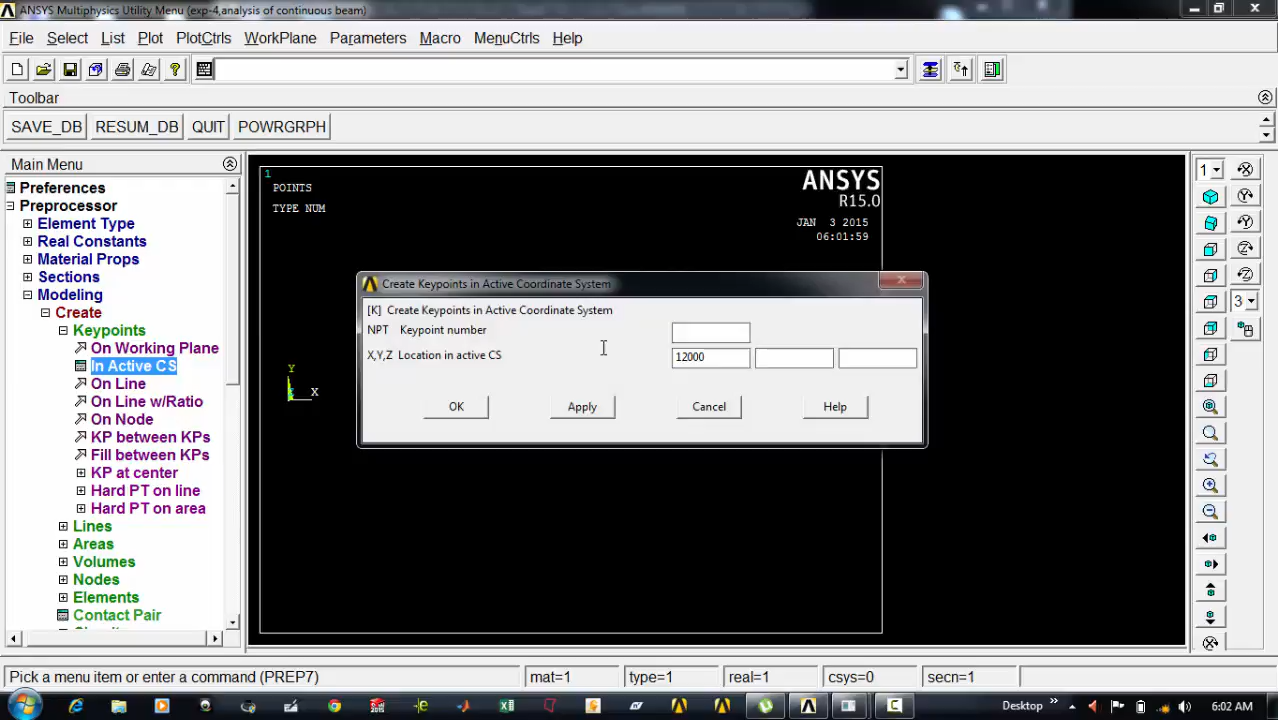 ANSYS Multiphysics Utility Menu (exp-4,analysis of continuous beam)
File Select List Plot PlotCtrls WorkPlane Parameters Macro MenuCtrls Help
Toolbar
SAVE_DB RESUM_DB QUIT POWRGRPH
Main Menu
Preferences
Preprocessor
Element Type
Real Constants
Material Props
Sections
Modeling
Create
Keypoints
On Working Plane
In Active CS
On Line
On Line w/Ratio
On Node
KP between KPs
Fill between KPs
KP at center
Hard PT on line
Hard PT on area
Lines
Areas
Volumes
Nodes
Elements
Contact Pair
1
POINTS
TYPE NUM
ANSYS
R15.0
JAN 3 2015
06:01:59
Y
X
Create Keypoints in Active Coordinate System
[K] Create Keypoints in Active Coordinate System
NPT Keypoint number
X,Y,Z Location in active CS 12000
OK Apply Cancel Help
1
3
Pick a menu item or enter a command (PREP7) mat=1 type=1 real=1 csys=0 secn=1
Desktop 6:02 AM